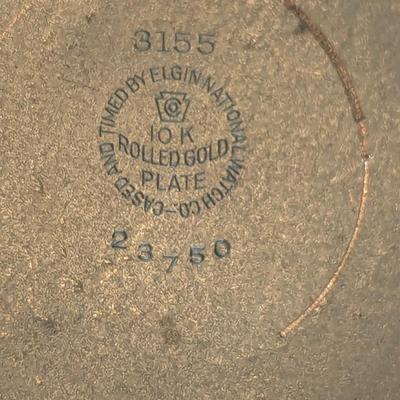 3155
CASED AND TIMED BY ELGIN NATIONAL WATCH CO.
10 K
ROLLED GOLD
PLATE
23750